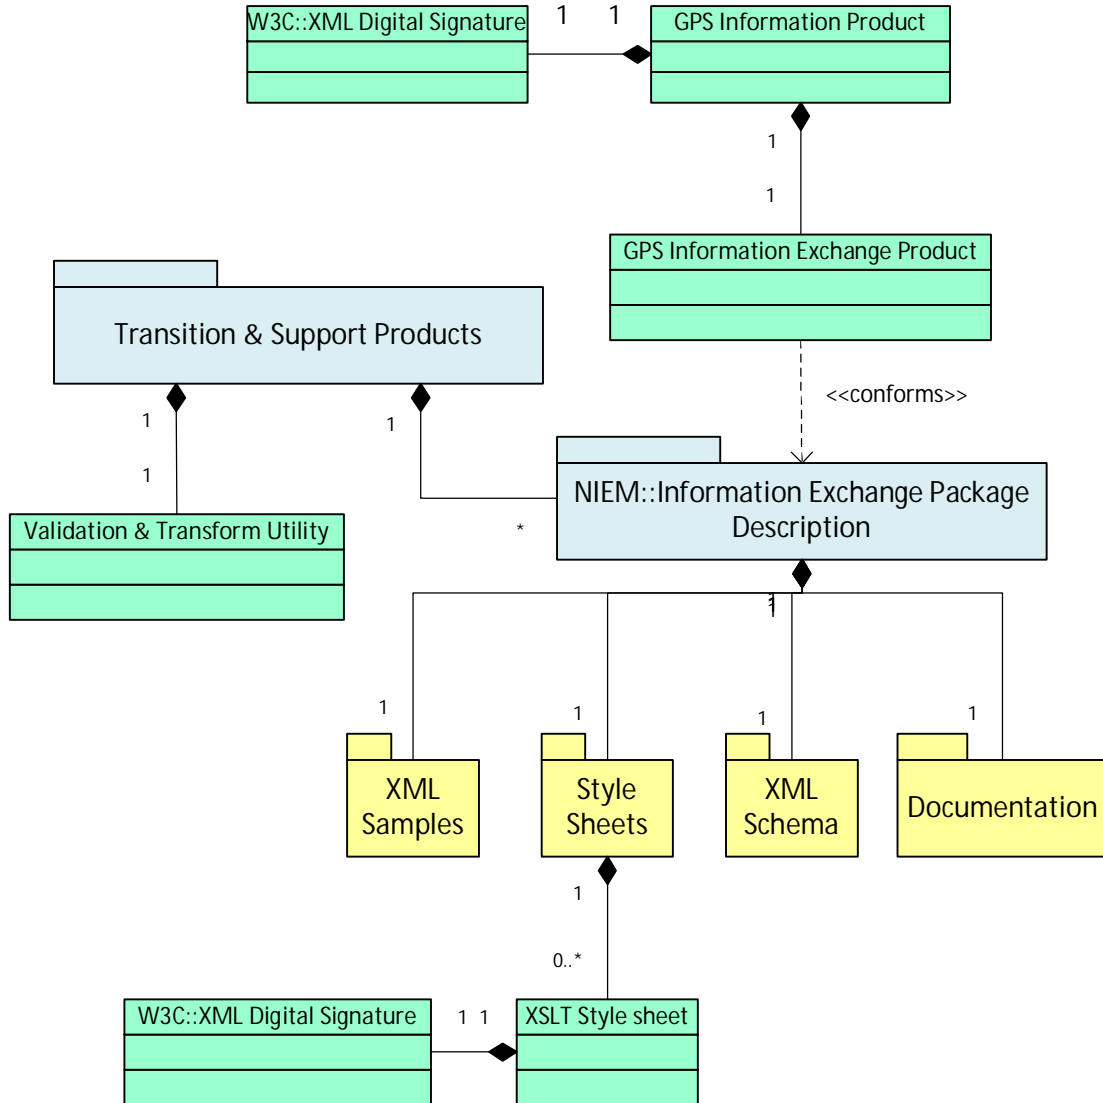 W3C::XML Digital Signature
1
1
GPS Information Product
1
1
GPS Information Exchange Product
Transition & Support Products
<<conforms>>
1
1
1
NIEM::Information Exchange Package
Description
*
Validation & Transform Utility
1
1
1
1
1
1
XML
Samples
Style
Sheets
XML
Schema
Documentation
1
0..*
W3C::XML Digital Signature
1
1
XSLT Style sheet